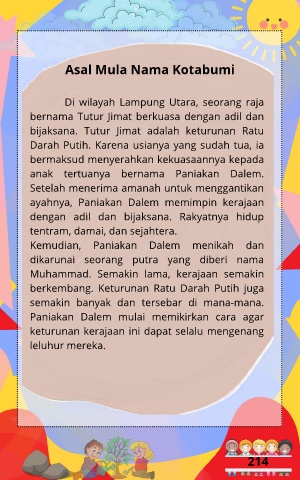 Asal Mula Nama Kotabumi
Di wilayah Lampung Utara, seorang raja
bernama Tutur Jimat berkuasa dengan adil dan
bijaksana. Tutur Jimat adalah keturunan Ratu
Darah Putih. Karena usianya yang sudah tua, ia
bermaksud menyerahkan kekuasaannya kepada
anak tertuanya bernama Paniakan Dalem.
Setelah menerima amanah untuk menggantikan
ayahnya, Paniakan Dalem memimpin kerajaan
dengan adil dan bijaksana. Rakyatnya hidup
tentram, damai, dan sejahtera.
Kemudian, Paniakan Dalem menikah dan
dikarunai seorang putra yang diberi nama
Muhammad. Semakin lama, kerajaan semakin
berkembang. Keturunan Ratu Darah Putih juga
semakin banyak dan tersebar di mana-mana.
Paniakan Dalem mulai memikirkan cara agar
keturunan kerajaan ini dapat selalu mengenang
leluhur mereka.
214